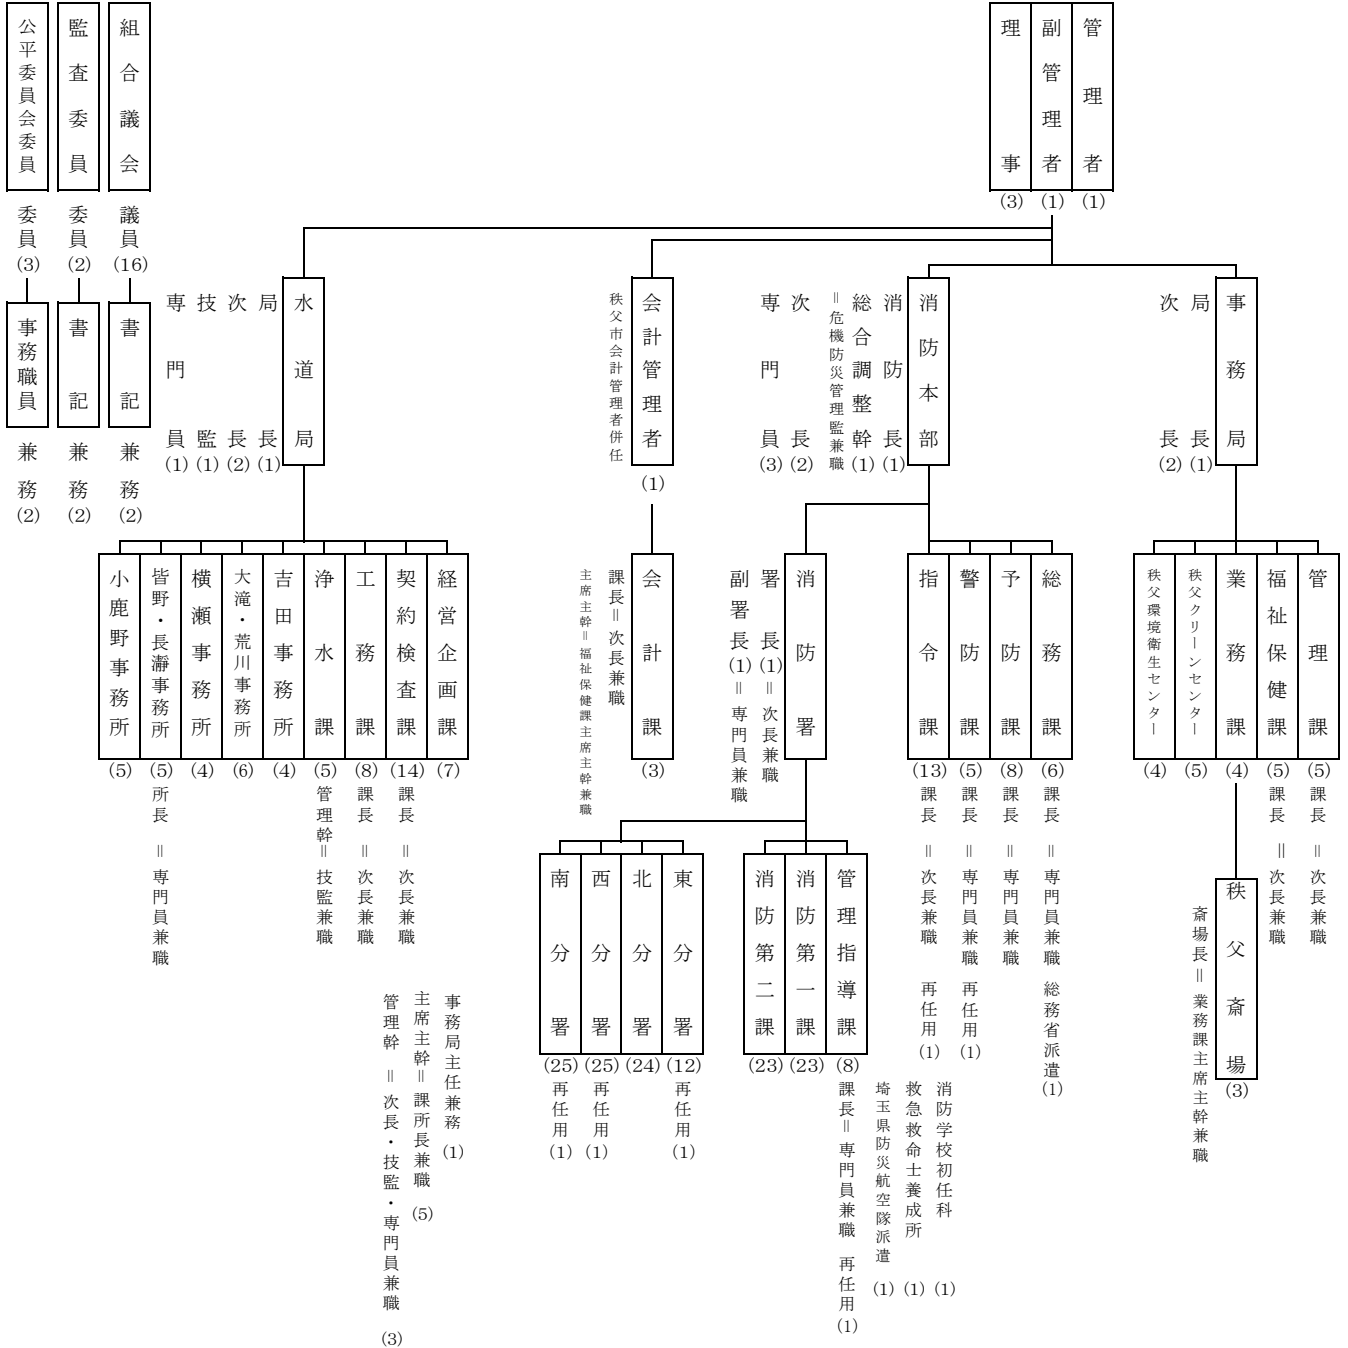 管理者
(1)
副管理者
(1)
理事
(3)
組合議会
議員
(16)
書記
兼務
(2)
監査委員
委員
(2)
書記
兼務
(2)
公平委員会委員
委員
(3)
事務職員
兼務
(2)
事務局
局長
(1)
次長
(2)
消防本部
消防長
(1)
総合調整幹
(1)
＝危機防災管理監兼職
次長
(2)
専門員
(3)
会計管理者
(1)
秩父市会計管理者併任
水道局
局長
(1)
次長
(2)
技監
(1)
専門員
(1)
管理課
(5)
課長＝次長兼職
福祉保健課
(5)
課長＝次長兼職
業務課
(4)
秩父クリーンセンター
(5)
秩父環境衛生センター
(4)
秩父斎場
(3)
斎場長＝業務課主席主幹兼職
総務課
(6)
課長＝専門員兼職
総務省派遣
(1)
予防課
(8)
課長＝専門員兼職
警防課
(5)
課長＝専門員兼職
再任用
(1)
指令課
(13)
課長＝次長兼職
再任用
(1)
消防署
署長(1)＝次長兼職
副署長(1)＝専門員兼職
会計課
(3)
課長＝次長兼職
主席主幹＝福祉保健課主席主幹兼職
経営企画課
(7)
契約検査課
(14)
課長＝次長兼職
工務課
(8)
課長＝次長兼職
浄水課
(5)
管理幹＝技監兼職
吉田事務所
(4)
大滝・荒川事務所
(6)
横瀬事務所
(4)
皆野・長瀞事務所
(5)
所長＝専門員兼職
小鹿野事務所
(5)
管理指導課
(8)
課長＝専門員兼職
再任用
(1)
消防第一課
(23)
消防第二課
(23)
東分署
(12)
再任用
(1)
北分署
(24)
西分署
(25)
再任用
(1)
南分署
(25)
再任用
(1)
消防学校初任科
(1)
救急救命士養成所
(1)
埼玉県防災航空隊派遣
(1)
事務局主任兼務
(1)
主席主幹＝課所長兼職
(5)
管理幹＝次長・技監・専門員兼職
(3)